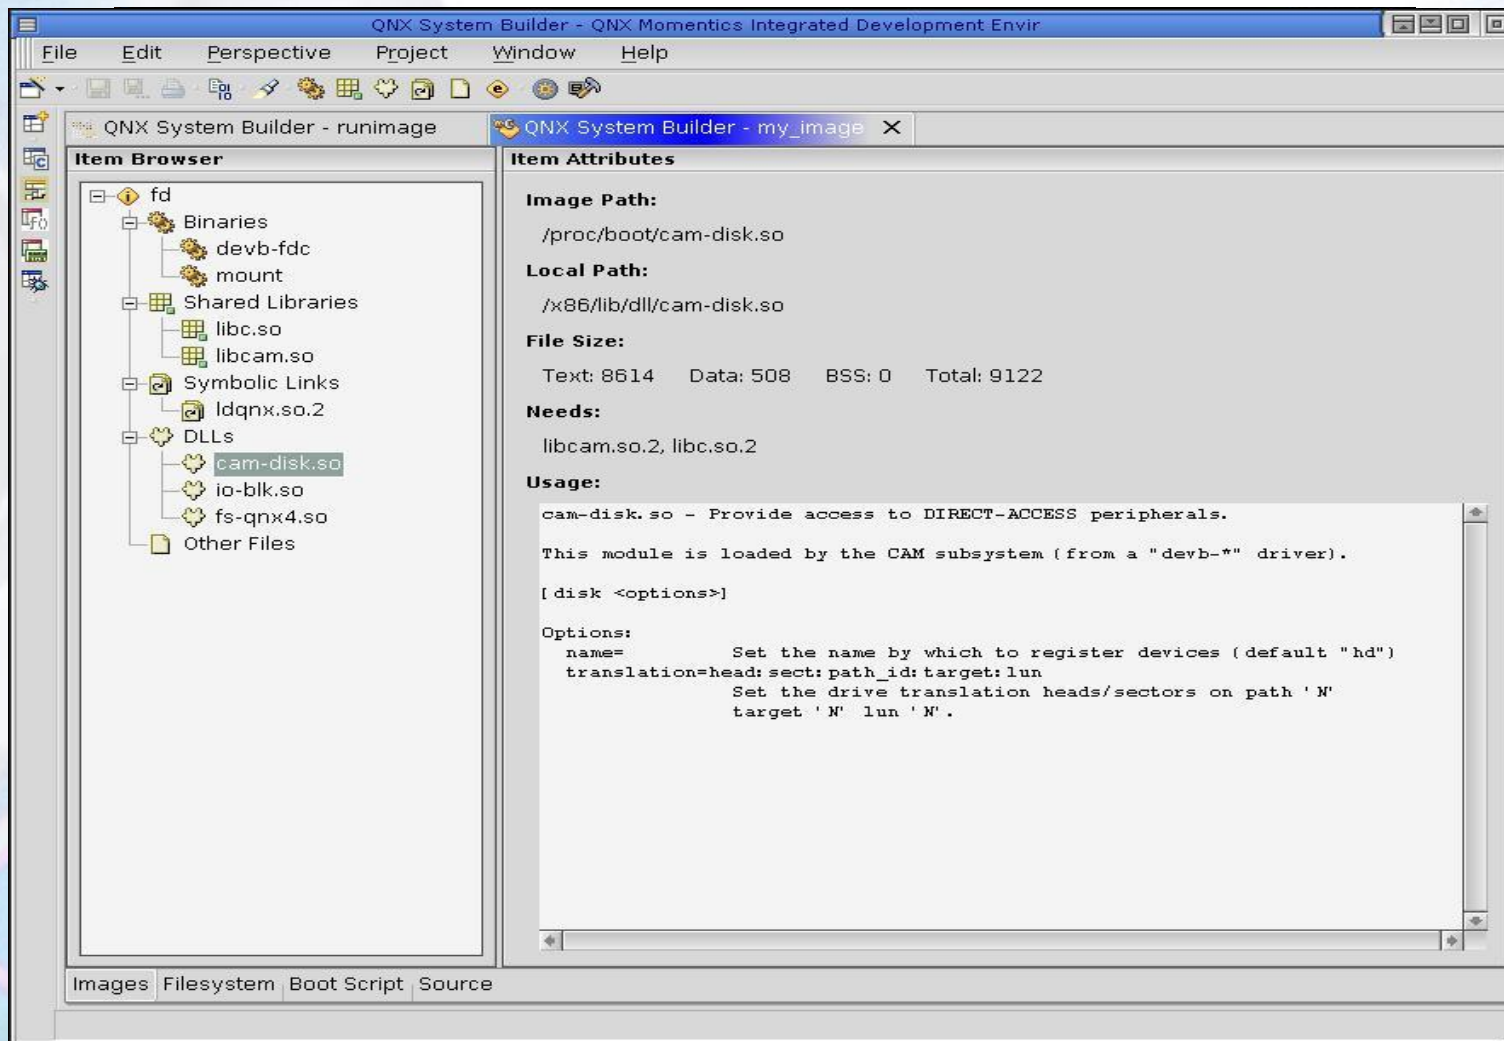 QNX System Builder - QNX Momentics Integrated Development Envir
File Edit Perspective Project Window Help
QNX System Builder - runimage QNX System Builder - my_image
Item Browser
fd
Binaries
devb-fdc
mount
Shared Libraries
libc.so
libcam.so
Symbolic Links
ldqnx.so.2
DLLs
cam-disk.so
io-blk.so
fs-qnx4.so
Other Files
Item Attributes
Image Path:
/proc/boot/cam-disk.so
Local Path:
/x86/lib/dll/cam-disk.so
File Size:
Text: 8614 Data: 508 BSS: 0 Total: 9122
Needs:
libcam.so.2, libc.so.2
Usage:
cam-disk.so - Provide access to DIRECT-ACCESS peripherals.
This module is loaded by the CAM subsystem (from a "devb-*" driver).
[disk <options>]
Options:
name= Set the name by which to register devices (default "hd")
translation=head:sect:path_id:target:lun
Set the drive translation heads/sectors on path 'N'
target 'N' lun 'N'.
Images Filesystem Boot Script Source